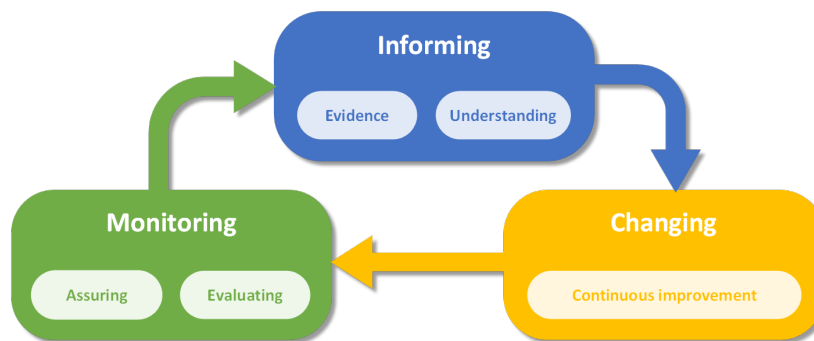 Informing
Evidence
Understanding
Monitoring
Assuring
Evaluating
Changing
Continuous improvement